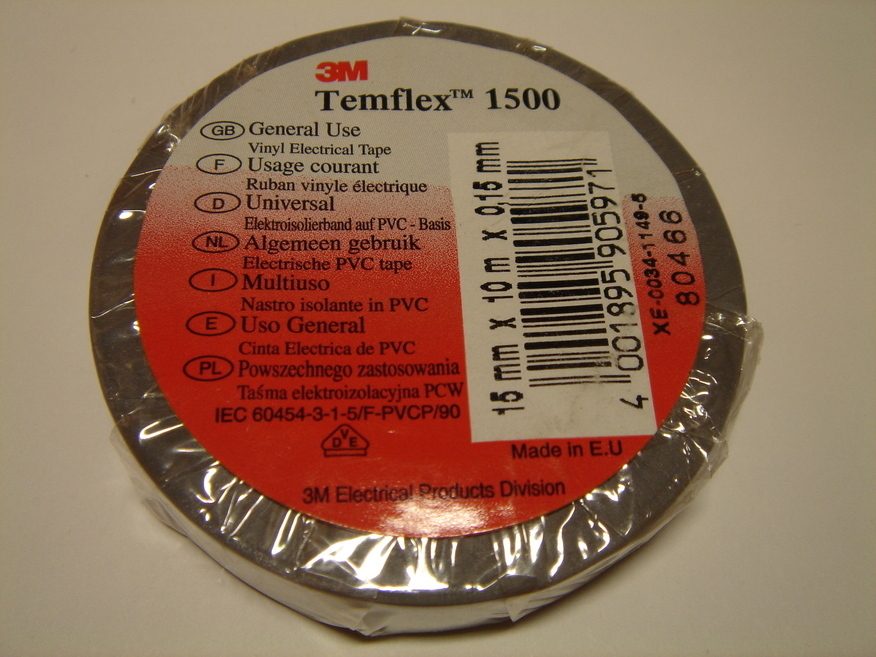 3M
Temflex™ 1500
GB General Use
Vinyl Electrical Tape
F Usage courant
Ruban vinyle électrique
D Universal
Elektroisolierband auf PVC - Basis
NL Algemeen gebruik
Electrische PVC tape
I Multiuso
Nastro isolante in PVC
E Uso General
Cinta Electrica de PVC
PL Powszechnego zastosowania
Taśma elektroizolacyjna PCW
IEC 60454-3-1-5/F-PVCP/90
DVE
Made in E.U
3M Electrical Products Division
15 mm X 10 m X 0,15 mm
4 001895 905971
XE-0034-1149-5
80466